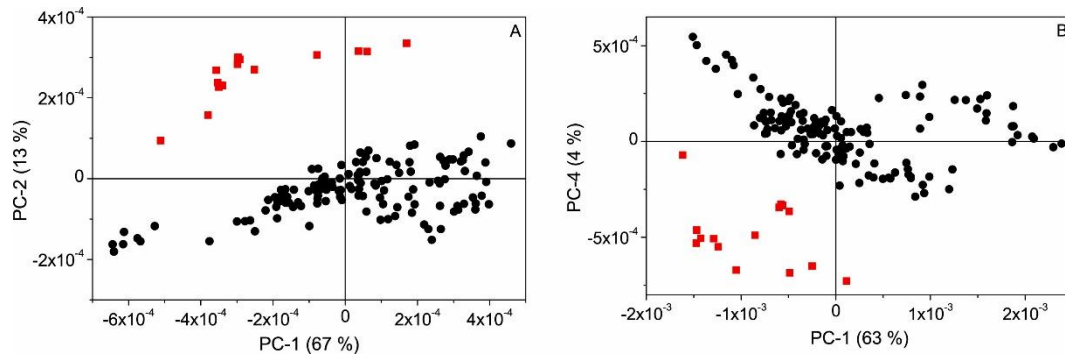 4x10⁻⁴
A
PC-2 (13 %)
2x10⁻⁴
0
-2x10⁻⁴
-6x10⁻⁴ -4x10⁻⁴ -2x10⁻⁴ 0 2x10⁻⁴ 4x10⁻⁴
PC-1 (67 %)
B
5x10⁻⁴
PC-4 (4 %)
0
-5x10⁻⁴
-2x10⁻³ -1x10⁻³ 0 1x10⁻³ 2x10⁻³
PC-1 (63 %)